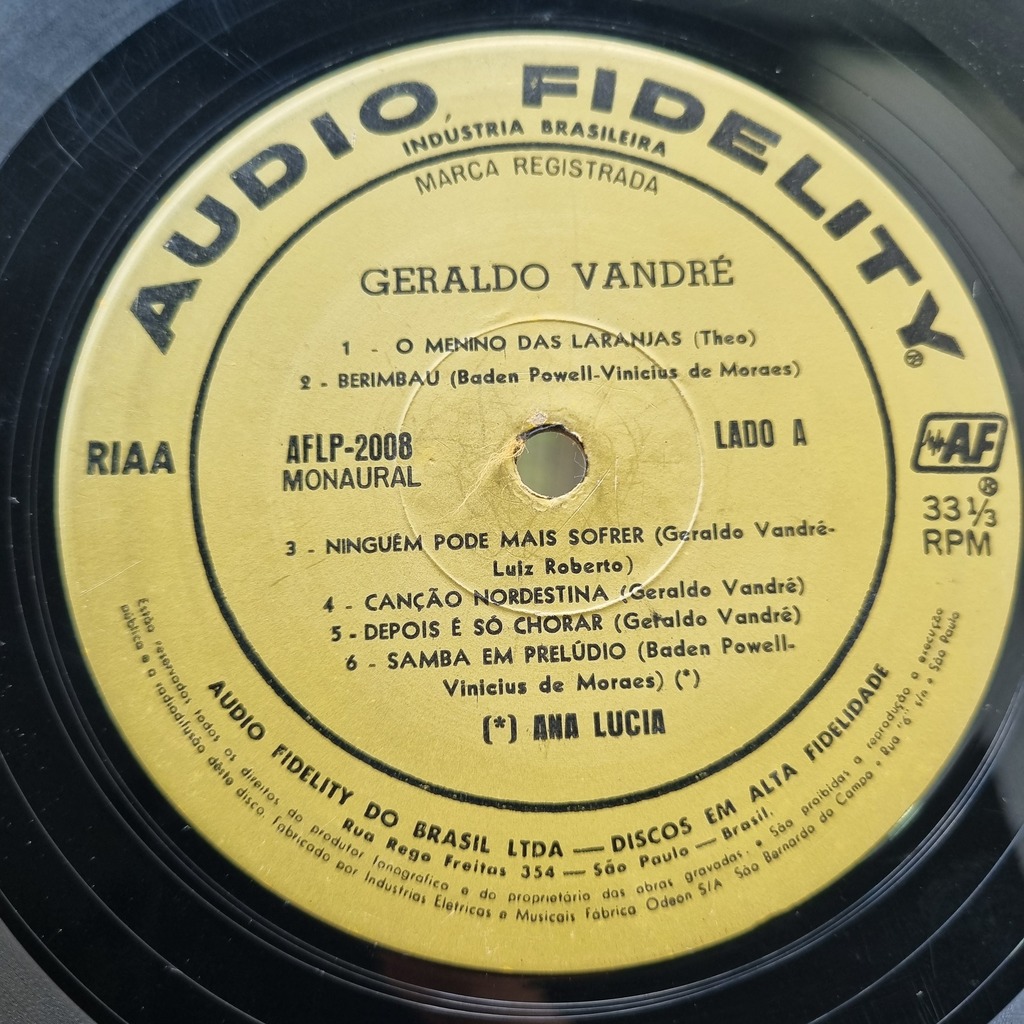 AUDIO FIDELITY ®
INDÚSTRIA BRASILEIRA
MARCA REGISTRADA
GERALDO VANDRÉ
1 - O MENINO DAS LARANJAS (Theo)
2 - BERIMBAU (Baden Powell-Vinicius de Moraes)
RIAA
AFLP-2008
MONAURAL
LADO A
AF ®
33 1/3
RPM
3 - NINGUÉM PODE MAIS SOFRER (Geraldo Vandré-
Luiz Roberto)
4 - CANÇÃO NORDESTINA (Geraldo Vandré)
5 - DEPOIS É SÓ CHORAR (Geraldo Vandré)
6 - SAMBA EM PRELÚDIO (Baden Powell-
Vinicius de Moraes) (*)
(*) ANA LUCIA
AUDIO FIDELITY DO BRASIL LTDA — DISCOS EM ALTA FIDELIDADE
Rua Rego Freitas 354 — São Paulo — Brasil.
Estão reservados todos os direitos do produtor fonografico e do proprietário das obras gravadas. • São proibidas a reprodução a execução
pública e a radiodifusão dêste disco. Fabricado por Industrias Eletricas e Musicais Fábrica Odeon S/A São Bernardo do Campo • Rua "6" s/n • São Paulo